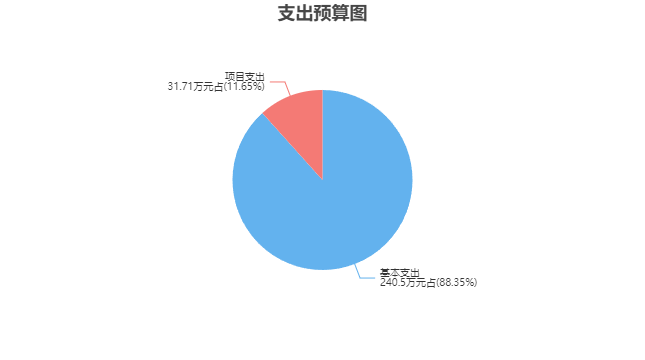 支出预算图
项目支出
31.71万元占(11.65%)
基本支出
240.5万元占(88.35%)